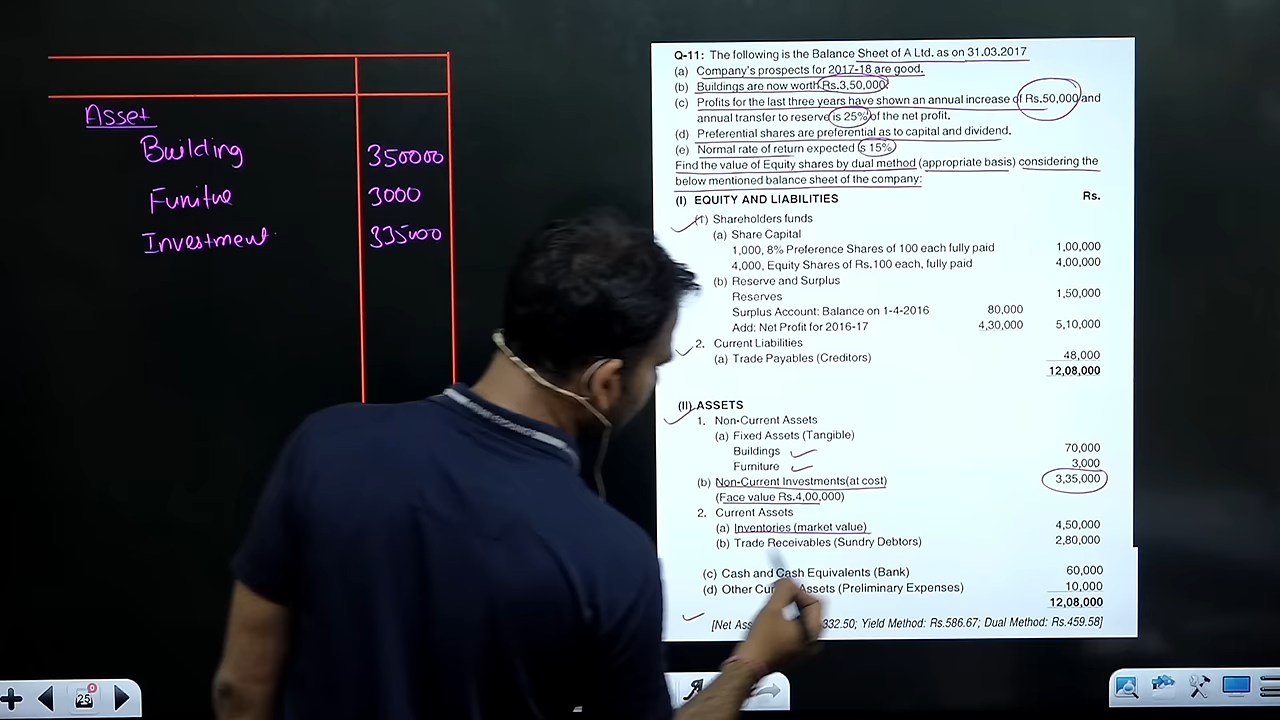 Asset
Building 350000
Funitue 3000
Investment 335000
Q-11: The following is the Balance Sheet of A Ltd. as on 31.03.2017
(a) Company's prospects for 2017-18 are good.
(b) Buildings are now worth Rs.3,50,000.
(c) Profits for the last three years have shown an annual increase of Rs.50,000 and
annual transfer to reserve is 25% of the net profit.
(d) Preferential shares are preferential as to capital and dividend.
(e) Normal rate of return expected is 15%
Find the value of Equity shares by dual method (appropriate basis) considering the
below mentioned balance sheet of the company:
(I) EQUITY AND LIABILITIES Rs.
(1) Shareholders funds
(a) Share Capital
1,000, 8% Preference Shares of 100 each fully paid 1,00,000
4,000, Equity Shares of Rs.100 each, fully paid 4,00,000
(b) Reserve and Surplus
Reserves 1,50,000
Surplus Account: Balance on 1-4-2016 80,000
Add: Net Profit for 2016-17 4,30,000 5,10,000
2. Current Liabilities
(a) Trade Payables (Creditors) 48,000
12,08,000
(II) ASSETS
1. Non-Current Assets
(a) Fixed Assets (Tangible)
Buildings 70,000
Furniture 3,000
(b) Non-Current Investments(at cost) 3,35,000
(Face value Rs.4,00,000)
2. Current Assets
(a) Inventories (market value) 4,50,000
(b) Trade Receivables (Sundry Debtors) 2,80,000
(c) Cash and Cash Equivalents (Bank) 60,000
(d) Other Assets (Preliminary Expenses) 10,000
12,08,000
[Net 332.50; Yield Method: Rs.586.67; Dual Method: Rs.459.58]
25
0